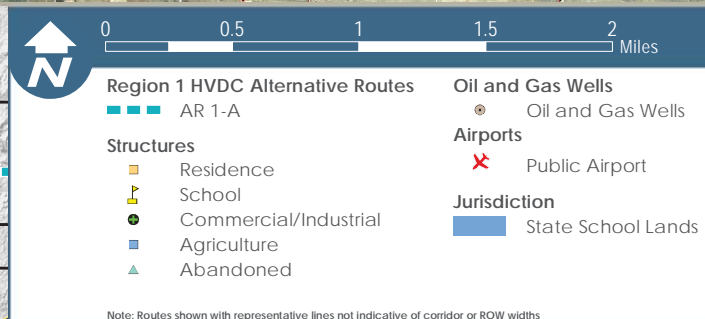 0 0.5 1 1.5 2
Miles
N
Region 1 HVDC Alternative Routes
AR 1-A
Structures
Residence
School
Commercial/Industrial
Agriculture
Abandoned
Oil and Gas Wells
Oil and Gas Wells
Airports
Public Airport
Jurisdiction
State School Lands
Note: Routes shown with representative lines not indicative of corridor or ROW widths